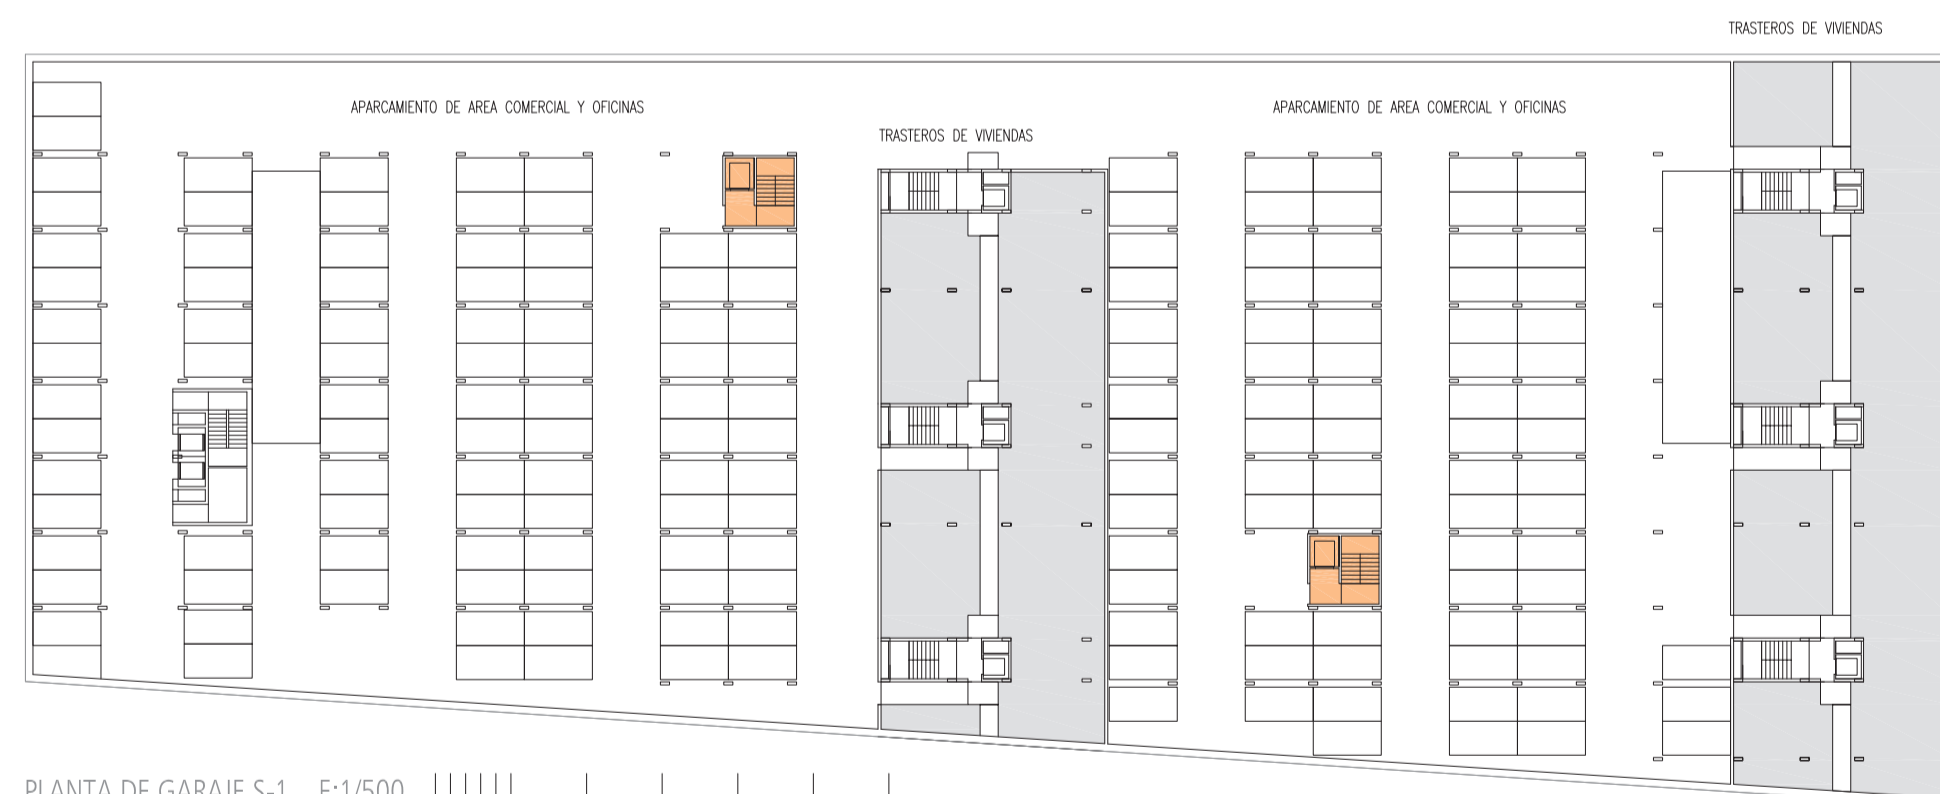 TRASTEROS DE VIVIENDAS
APARCAMIENTO DE AREA COMERCIAL Y OFICINAS
APARCAMIENTO DE AREA COMERCIAL Y OFICINAS
TRASTEROS DE VIVIENDAS
PLANTA DE GARAJE S-1 E:1/500